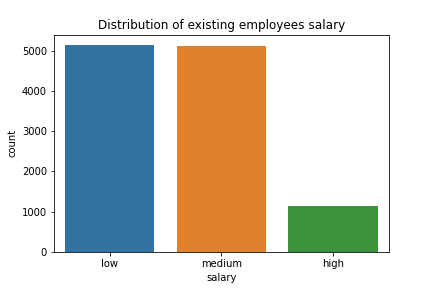 Distribution of existing employees salary
5000
4000
3000
2000
1000
0
count
low medium high
salary